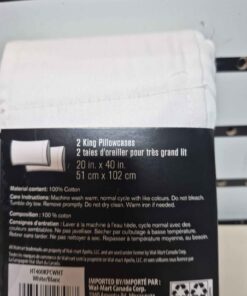 2 King Pillowcases
2 taies d'oreiller pour très grand lit
20 in. x 40 in.
51 cm x 102 cm
Material content: 100% Cotton
Care Instructions: Machine wash warm, normal cycle with like colours. Do not bleach.
Tumble dry low. Remove promptly. Do not dry clean. Warm iron if needed.
Contenu : 100% coton
Consignes d'entretien : Laver à la machine à l'eau tiède, cycle normal avec des
couleurs semblables. Ne pas javelliser. Sécher par culbutage à basse température.
Retirer rapidement. Ne pas nettoyer à sec. Repasser à température moyenne, au besoin.
HT400KPCWHT
White/Blanc
IMPORTED BY/IMPORTÉ PAR :
Wal-Mart Canada Corp.